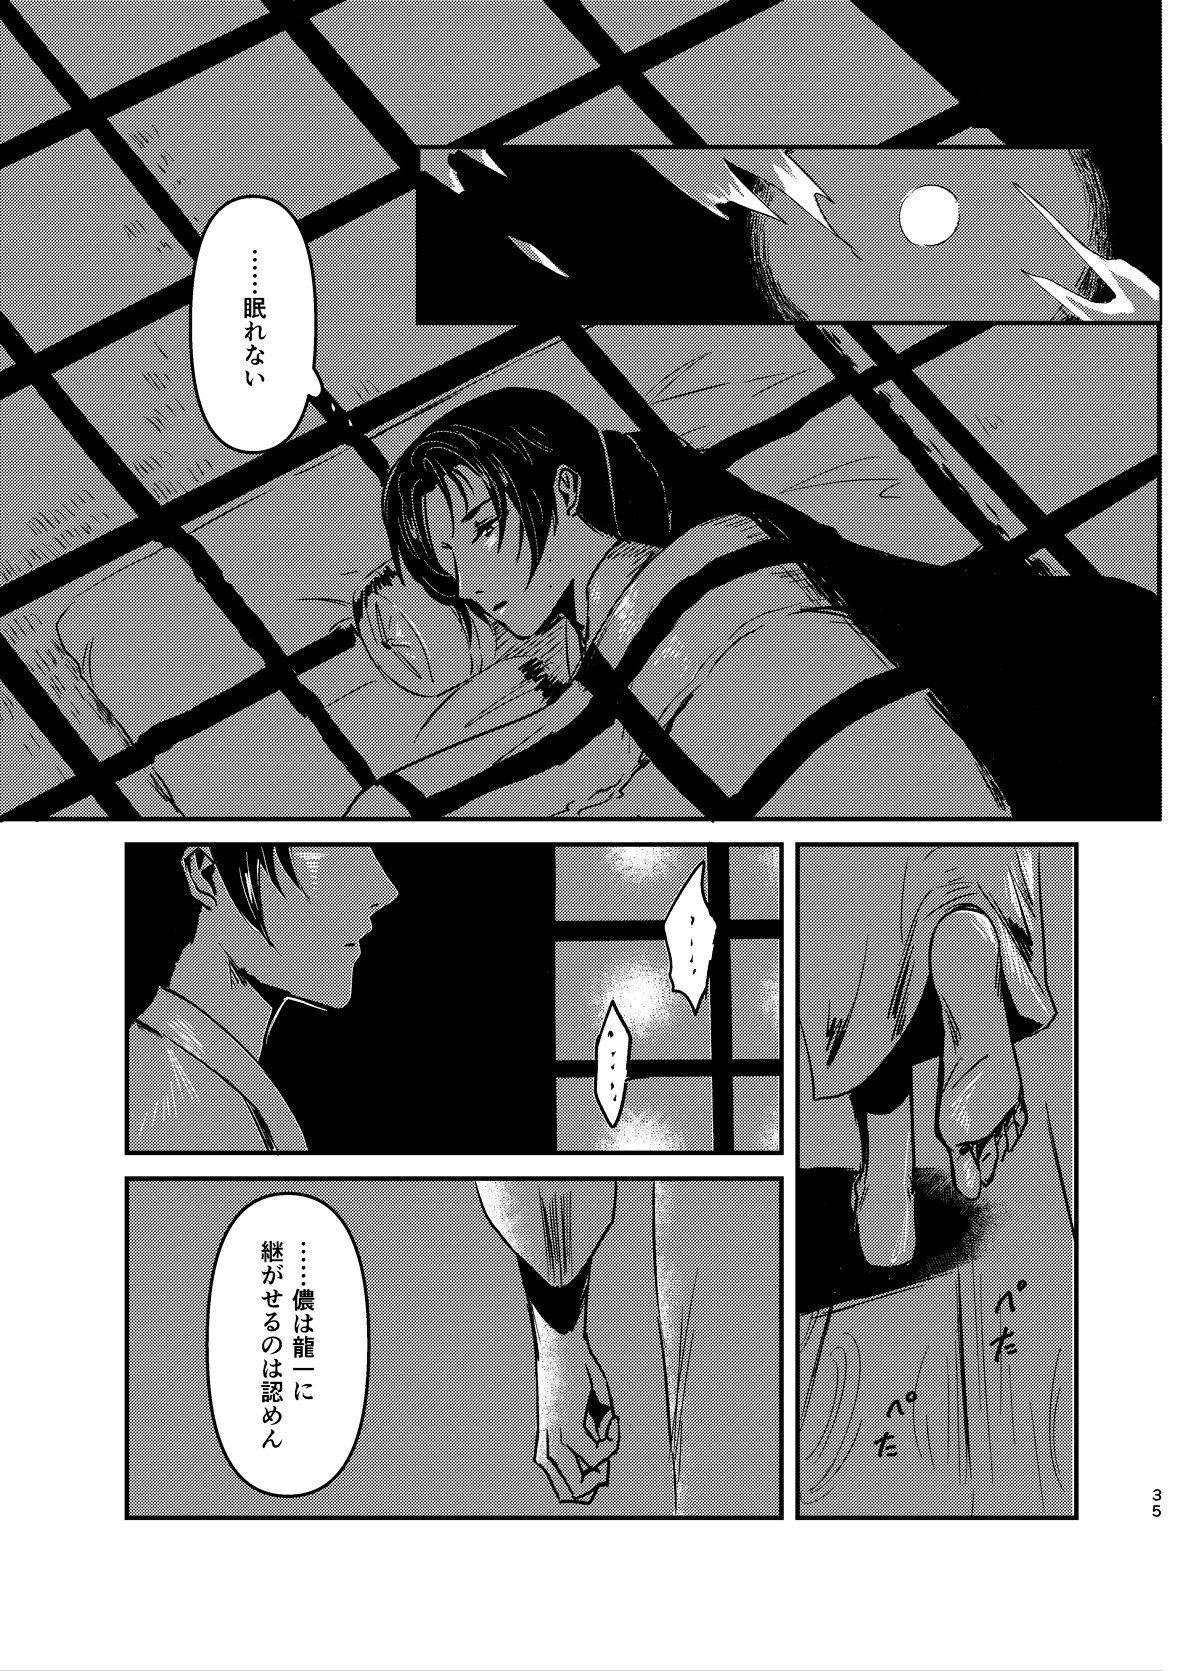 ……眠れない
ぺた
ぺた
……儂は龍一に
継がせるのは認めん
35